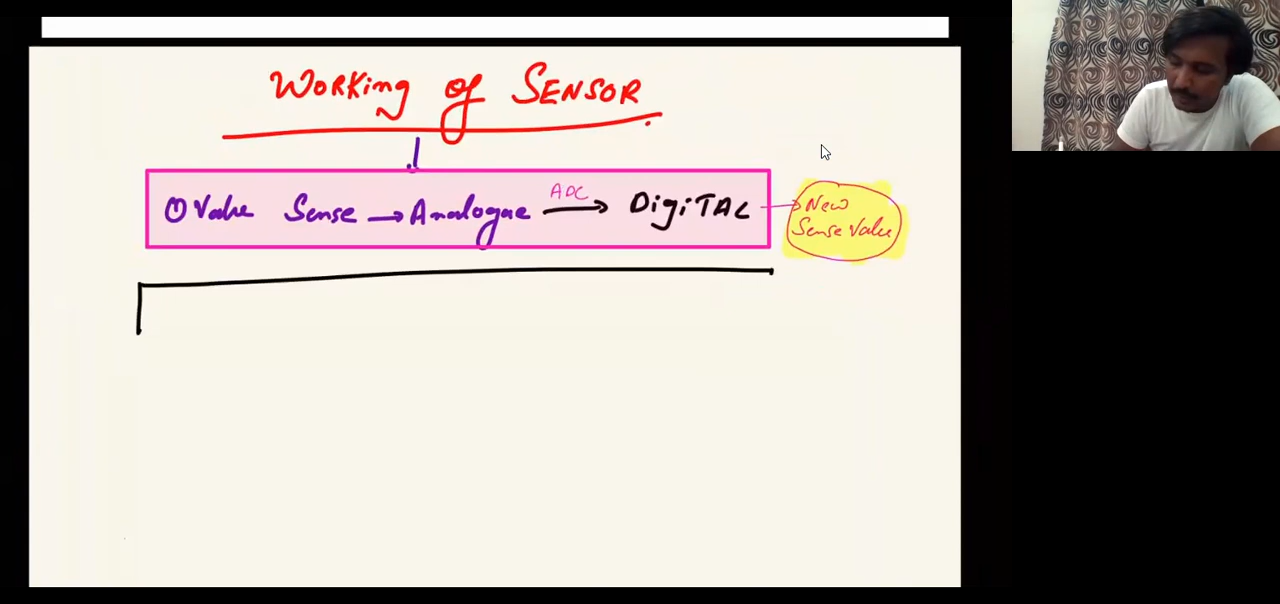 Working of SENSOR
① Value Sense → Analogue ADC → DigiTAL → New
Sense Value